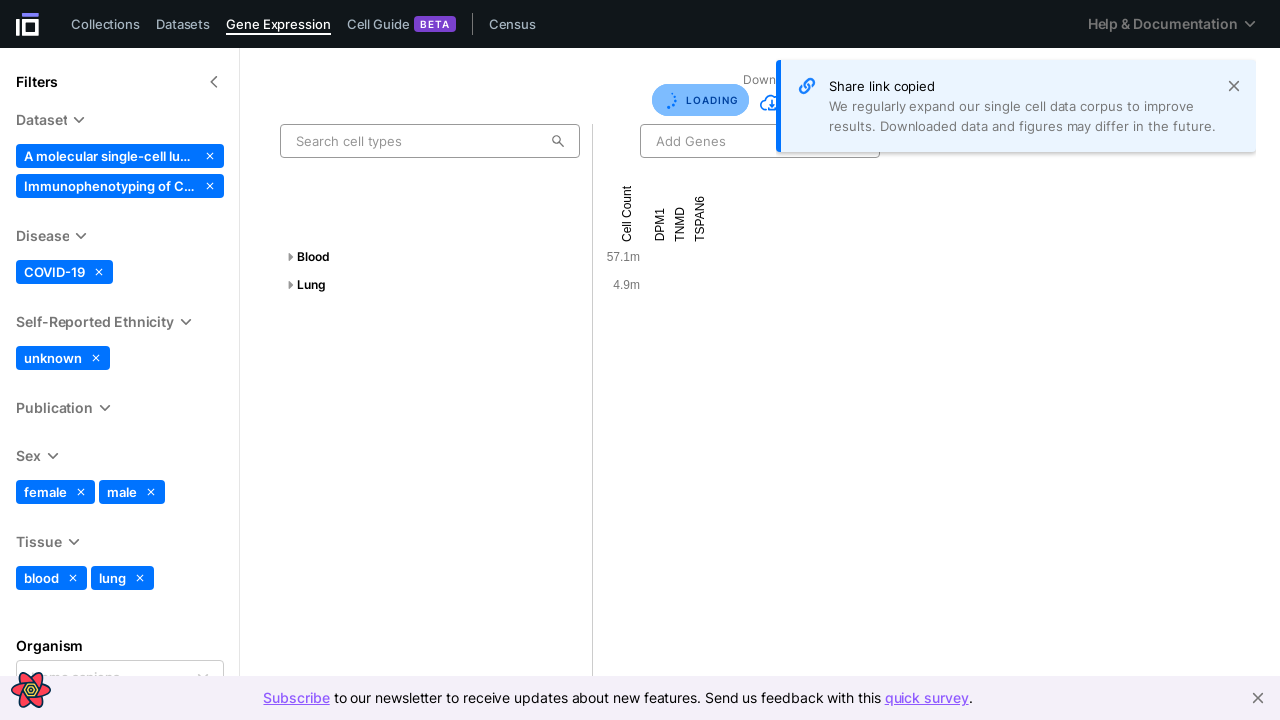 Collections Datasets Gene Expression Cell Guide BETA Census Help & Documentation
Filters
Dataset
A molecular single-cell lu...
Immunophenotyping of C...
Disease
COVID-19
Self-Reported Ethnicity
unknown
Publication
Sex
female male
Tissue
blood lung
Organism
Down
LOADING
Share link copied
We regularly expand our single cell data corpus to improve
results. Downloaded data and figures may differ in the future.
Search cell types
Add Genes
Cell Count
DPM1
TNMD
TSPAN6
Blood 57.1m
Lung 4.9m
Subscribe to our newsletter to receive updates about new features. Send us feedback with this quick survey.